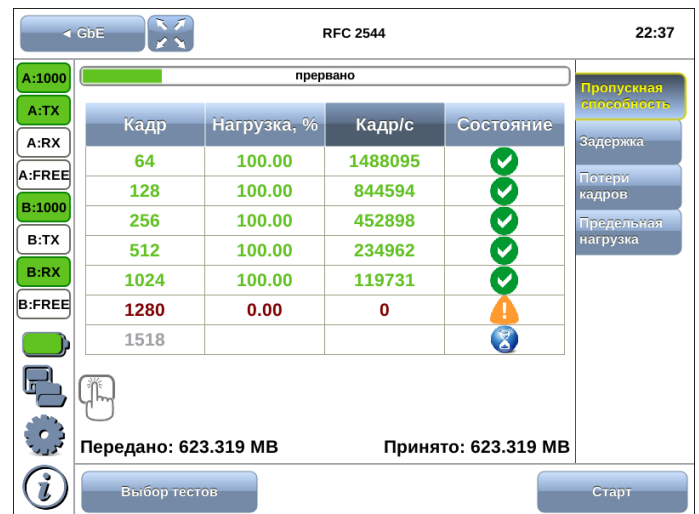 ◄ GbE
RFC 2544
22:37
A:1000
A:TX
A:RX
A:FREE
B:1000
B:TX
B:RX
B:FREE
прервано
Кадр Нагрузка, % Кадр/с Состояние
64 100.00 1488095
128 100.00 844594
256 100.00 452898
512 100.00 234962
1024 100.00 119731
1280 0.00 0
1518
Передано: 623.319 MB Принято: 623.319 MB
Пропускная
способность
Задержка
Потери
кадров
Предельная
нагрузка
Выбор тестов
Старт